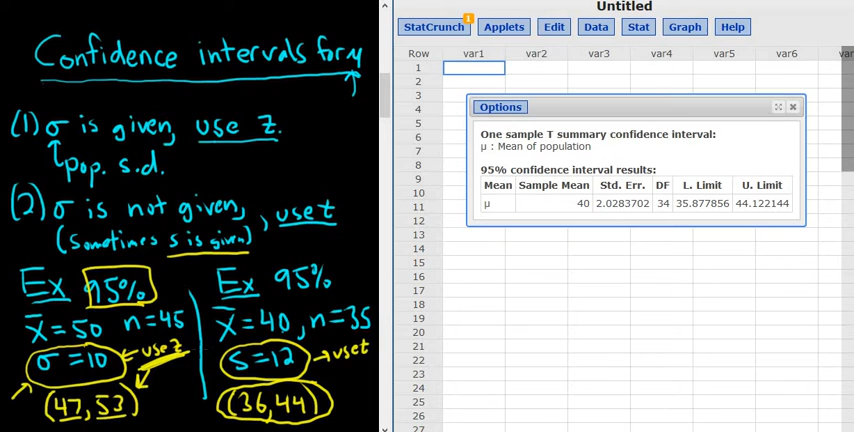 Confidence intervals for μ
(1) σ is given, use Z.
pop. s.d.
(2) σ is not given, use t
(sometimes s is given)
Ex 95%
x̄ = 50 n=45
σ = 10 use Z
(47, 53)
Ex 95%
x̄ = 40, n=35
s = 12 → use t
(36, 44)
Untitled
StatCrunch Applets Edit Data Stat Graph Help
Row var1 var2 var3 var4 var5 var6 va
1
2
3
4
5
6
7
8
9
10
11
12
13
14
15
16
17
18
19
20
21
22
23
24
25
26
27
Options
One sample T summary confidence interval:
μ : Mean of population
95% confidence interval results:
Mean Sample Mean Std. Err. DF L. Limit U. Limit
μ 40 2.0283702 34 35.877856 44.122144